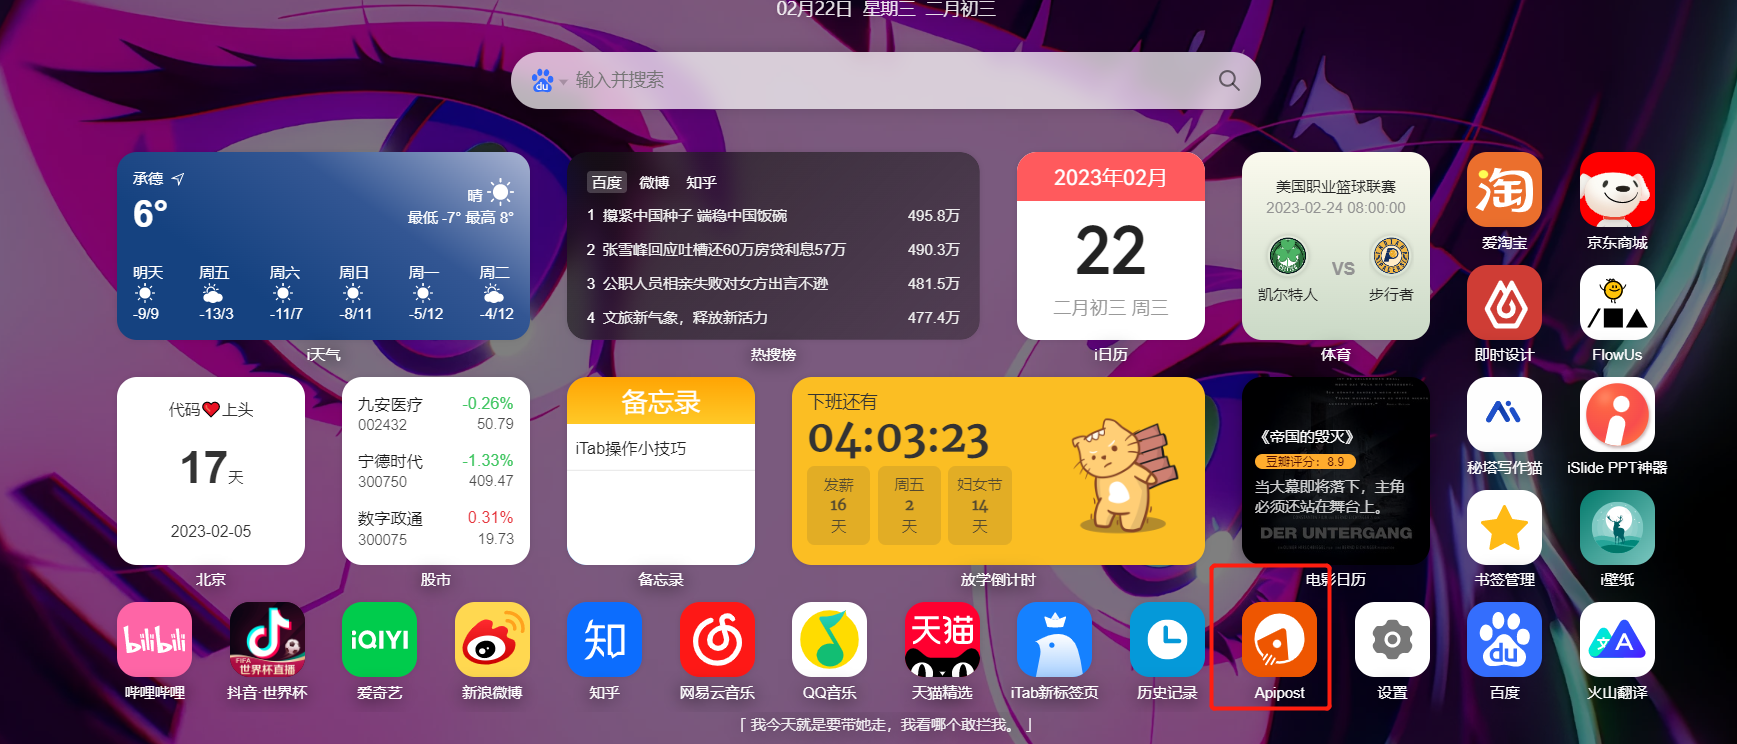 02月22日 星期三 二月初三
du 输入并搜索
承德
6°
晴
最低 -7° 最高 8°
明天 周五 周六 周日 周一 周二
-9/9 -13/3 -11/7 -8/11 -5/12 -4/12
i天气
百度 微博 知乎
1 攥紧中国种子 端稳中国饭碗 495.8万
2 张雪峰回应吐槽还60万房贷利息57万 490.3万
3 公职人员相亲失败对女方出言不逊 481.5万
4 文旅新气象，释放新活力 477.4万
热搜榜
2023年02月
22
二月初三 周三
i日历
美国职业篮球联赛
2023-02-24 08:00:00
VS
凯尔特人 步行者
体育
淘
爱淘宝
京东商城
即时设计
FlowUs
代码❤上头
17天
2023-02-05
北京
九安医疗 -0.26%
002432 50.79
宁德时代 -1.33%
300750 409.47
数字政通 0.31%
300075 19.73
股市
备忘录
iTab操作小技巧
备忘录
下班还有
04:03:23
发薪 周五 妇女节
16 2 14
天 天 天
放学倒计时
《帝国的毁灭》
豆瓣评分：8.9
当大幕即将落下，主角
必须还站在舞台上。
DER UNTERGANG
电影日历
秘塔写作猫
iSlide PPT神器
书签管理
i壁纸
bilibili
哔哩哔哩
FIFA
世界杯直播
抖音·世界杯
iQIYI
爱奇艺
新浪微博
知
知乎
网易云音乐
QQ音乐
天猫
天猫精选
iTab新标签页
历史记录
Apipost
设置
du
百度
文 A
火山翻译
「 我今天就是要带她走，我看哪个敢拦我。 」